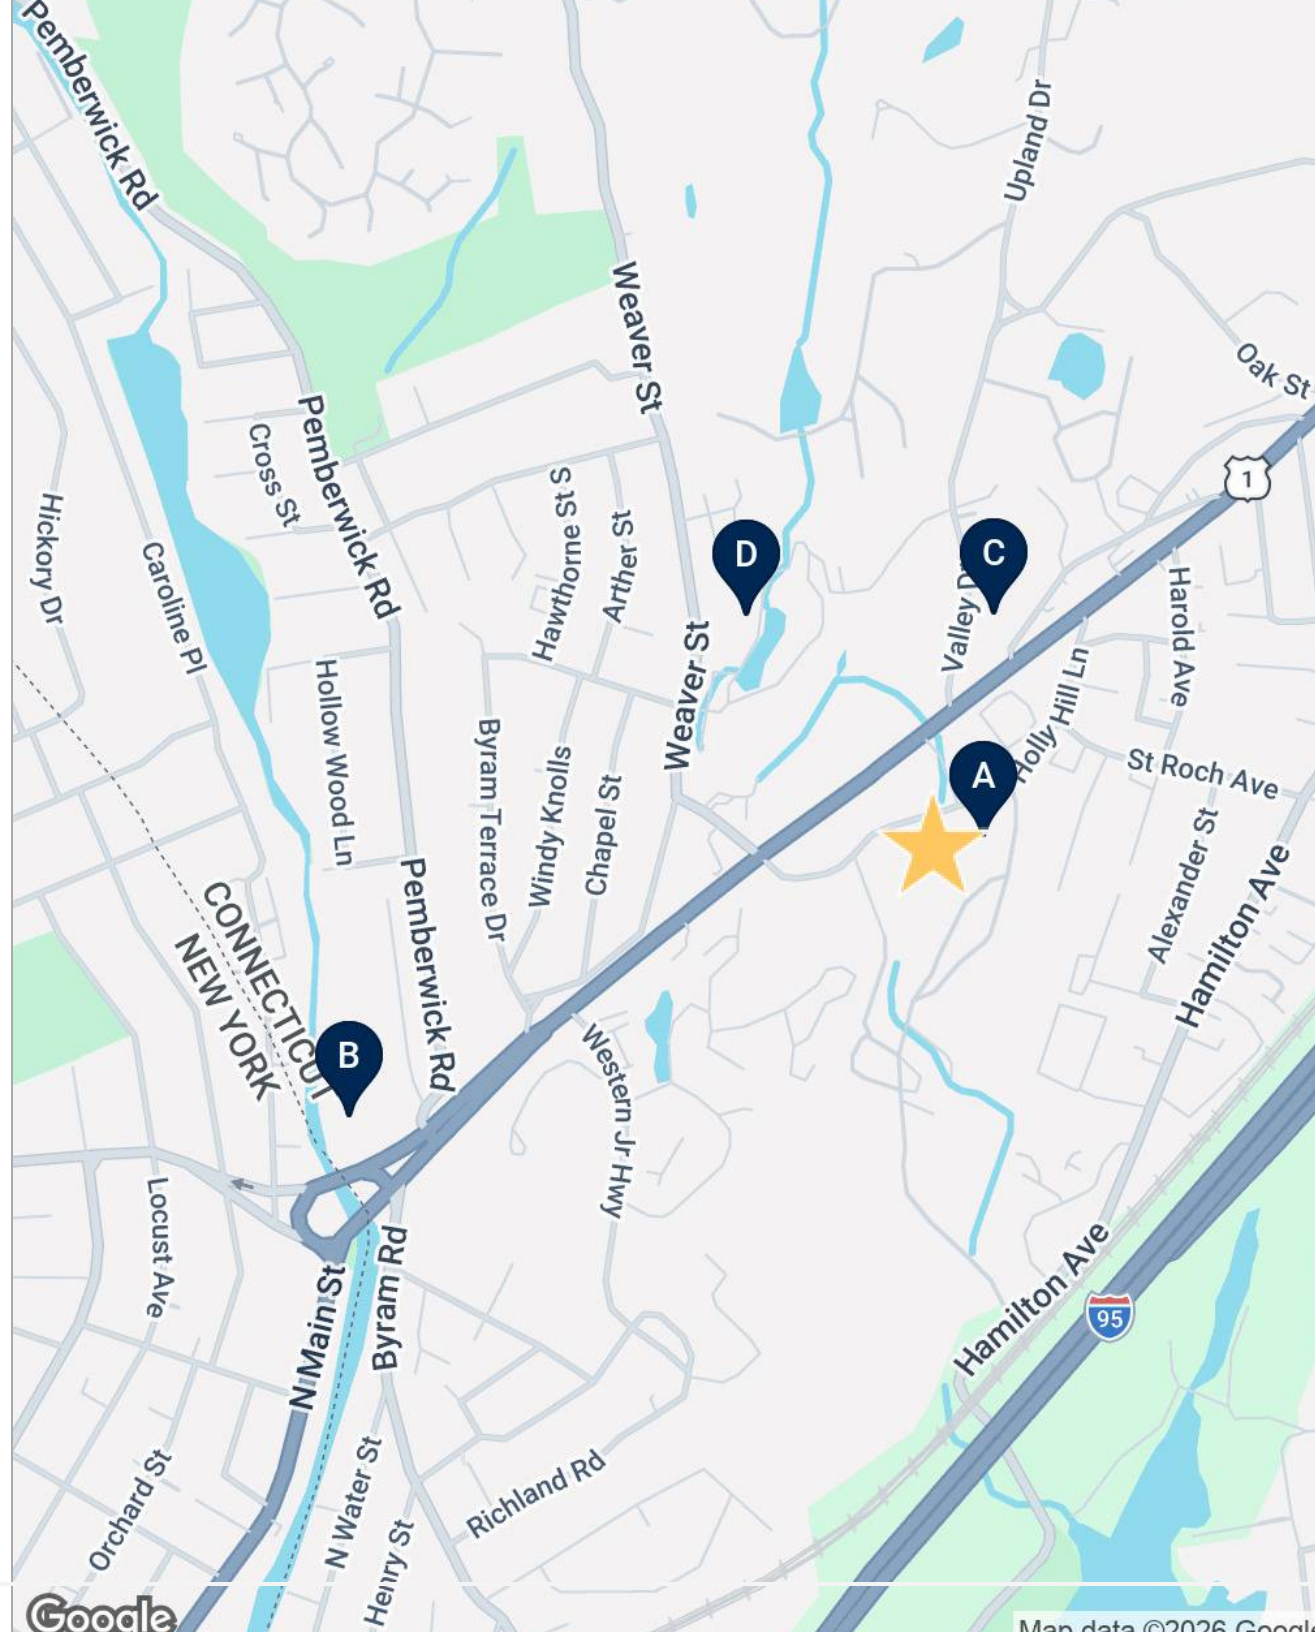 Pemberwick Rd
Upland Dr
Weaver St
Oak St
1
Pemberwick Rd
Cross St
Hawthorne St S
Arther St
Hickory Dr
Caroline Pl
D
C
Valley Dr
Harold Ave
Weaver St
Hollow Wood Ln
Holly Hill Ln
Byram Terrace Dr
Windy Knolls
Chapel St
A
St Roch Ave
Alexander St
Hamilton Ave
Pemberwick Rd
CONNECTICUT
NEW YORK
B
Western Jr Hwy
Locust Ave
N Main St
Byram Rd
Hamilton Ave
95
Orchard St
N Water St
Henry St
Richland Rd
Google
Map data ©2026 Google